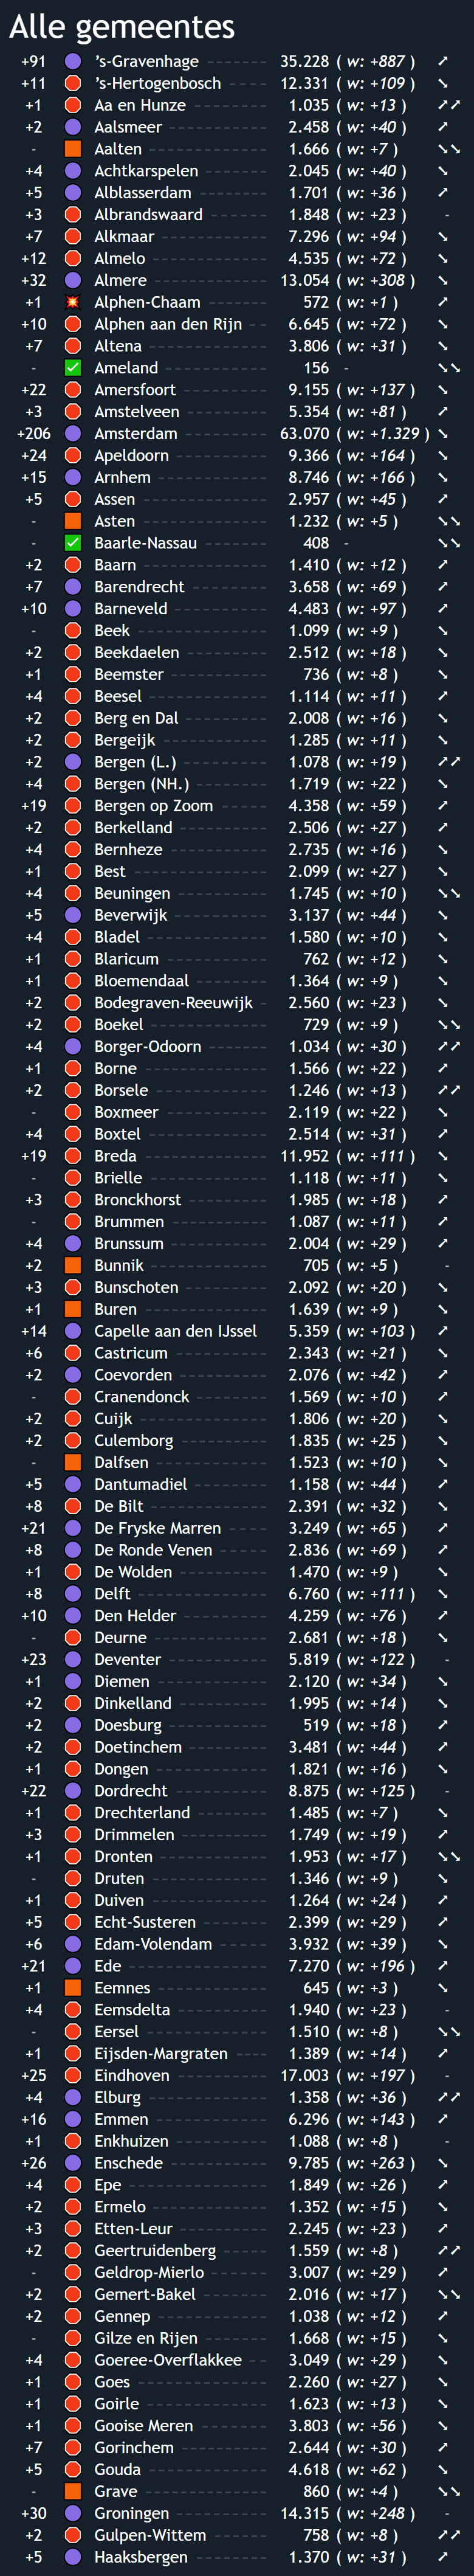 Alle gemeentes
+91 's-Gravenhage 35.228 ( w: +887 ) ➚
+11 's-Hertogenbosch 12.331 ( w: +109 ) ➘
+1 Aa en Hunze 1.035 ( w: +13 ) ➚➚
+2 Aalsmeer 2.458 ( w: +40 ) ➚
- Aalten 1.666 ( w: +7 ) ➘➘
+4 Achtkarspelen 2.045 ( w: +40 ) ➘
+5 Alblasserdam 1.701 ( w: +36 ) ➚
+3 Albrandswaard 1.848 ( w: +23 ) -
+7 Alkmaar 7.296 ( w: +94 ) ➘
+12 Almelo 4.535 ( w: +72 ) ➘
+32 Almere 13.054 ( w: +308 ) ➘
+1 Alphen-Chaam 572 ( w: +1 ) ➚
+10 Alphen aan den Rijn 6.645 ( w: +72 ) ➘
+7 Altena 3.806 ( w: +31 ) ➘
- Ameland 156 - ➘➘
+22 Amersfoort 9.155 ( w: +137 ) ➘
+3 Amstelveen 5.354 ( w: +81 ) ➚
+206 Amsterdam 63.070 ( w: +1.329 ) ➘
+24 Apeldoorn 9.366 ( w: +164 ) ➘
+15 Arnhem 8.746 ( w: +166 ) ➘
+5 Assen 2.957 ( w: +45 ) ➚
- Asten 1.232 ( w: +5 ) ➘➘
- Baarle-Nassau 408 - ➘➘
+2 Baarn 1.410 ( w: +12 ) ➚
+7 Barendrecht 3.658 ( w: +69 ) ➚
+10 Barneveld 4.483 ( w: +97 ) ➚
- Beek 1.099 ( w: +9 ) ➘
+2 Beekdaelen 2.512 ( w: +18 ) ➘
+1 Beemster 736 ( w: +8 ) ➘
+4 Beesel 1.114 ( w: +11 ) ➚
+2 Berg en Dal 2.008 ( w: +16 ) ➘
+2 Bergeijk 1.285 ( w: +11 ) ➘
+2 Bergen (L.) 1.078 ( w: +19 ) ➚➚
+4 Bergen (NH.) 1.719 ( w: +22 ) ➘
+19 Bergen op Zoom 4.358 ( w: +59 ) ➚
+2 Berkelland 2.506 ( w: +27 ) ➚
+4 Bernheze 2.735 ( w: +16 ) ➘
+1 Best 2.099 ( w: +27 ) ➘
+4 Beuningen 1.745 ( w: +10 ) ➘➘
+5 Beverwijk 3.137 ( w: +44 ) ➘
+4 Bladel 1.580 ( w: +10 ) ➘
+1 Blaricum 762 ( w: +12 ) ➘
+1 Bloemendaal 1.364 ( w: +9 ) ➘
+2 Bodegraven-Reeuwijk 2.560 ( w: +23 ) ➘
+2 Boekel 729 ( w: +9 ) ➘➘
+4 Borger-Odoorn 1.034 ( w: +30 ) ➚➚
+1 Borne 1.566 ( w: +22 ) ➚
+2 Borsele 1.246 ( w: +13 ) ➚➚
- Boxmeer 2.119 ( w: +22 ) ➘
+4 Boxtel 2.514 ( w: +31 ) ➚
+19 Breda 11.952 ( w: +111 ) ➘
- Brielle 1.118 ( w: +11 ) ➘
+3 Bronckhorst 1.985 ( w: +18 ) ➚
- Brummen 1.087 ( w: +11 ) ➚
+4 Brunssum 2.004 ( w: +29 ) ➚
+2 Bunnik 705 ( w: +5 ) -
+3 Bunschoten 2.092 ( w: +20 ) ➘
+1 Buren 1.639 ( w: +9 ) ➘
+14 Capelle aan den IJssel 5.359 ( w: +103 ) ➚
+6 Castricum 2.343 ( w: +21 ) ➘
+2 Coevorden 2.076 ( w: +42 ) ➚
- Cranendonck 1.569 ( w: +10 ) ➚
+2 Cuijk 1.806 ( w: +20 ) ➘
+2 Culemborg 1.835 ( w: +25 ) ➘
- Dalfsen 1.523 ( w: +10 ) ➘
+5 Dantumadiel 1.158 ( w: +44 ) ➚
+8 De Bilt 2.391 ( w: +32 ) ➘
+21 De Fryske Marren 3.249 ( w: +65 ) ➚
+8 De Ronde Venen 2.836 ( w: +69 ) ➚
+1 De Wolden 1.470 ( w: +9 ) ➘
+8 Delft 6.760 ( w: +111 ) ➘
+10 Den Helder 4.259 ( w: +76 ) ➚
- Deurne 2.681 ( w: +18 ) ➘
+23 Deventer 5.819 ( w: +122 ) -
+1 Diemen 2.120 ( w: +34 ) ➘
+2 Dinkelland 1.995 ( w: +14 ) ➘
+2 Doesburg 519 ( w: +18 ) ➚
+2 Doetinchem 3.481 ( w: +44 ) ➚
+1 Dongen 1.821 ( w: +16 ) ➘
+22 Dordrecht 8.875 ( w: +125 ) -
+1 Drechterland 1.485 ( w: +7 ) ➘
+3 Drimmelen 1.749 ( w: +19 ) ➚
+1 Dronten 1.953 ( w: +17 ) ➘➘
- Druten 1.346 ( w: +9 ) ➘
+1 Duiven 1.264 ( w: +24 ) ➚
+5 Echt-Susteren 2.399 ( w: +29 ) ➚
+6 Edam-Volendam 3.932 ( w: +39 ) ➘
+21 Ede 7.270 ( w: +196 ) ➚
+1 Eemnes 645 ( w: +3 ) ➘
+4 Eemsdelta 1.940 ( w: +23 ) -
- Eersel 1.510 ( w: +8 ) ➘➘
+1 Eijsden-Margraten 1.389 ( w: +14 ) ➚
+25 Eindhoven 17.003 ( w: +197 ) -
+4 Elburg 1.358 ( w: +36 ) ➚➚
+16 Emmen 6.296 ( w: +143 ) ➚
+1 Enkhuizen 1.088 ( w: +8 ) -
+26 Enschede 9.785 ( w: +263 ) ➘
+4 Epe 1.849 ( w: +26 ) ➚
+2 Ermelo 1.352 ( w: +15 ) ➘
+3 Etten-Leur 2.245 ( w: +23 ) ➚
+2 Geertruidenberg 1.559 ( w: +8 ) ➚➚
- Geldrop-Mierlo 3.007 ( w: +29 ) ➚
+2 Gemert-Bakel 2.016 ( w: +17 ) ➘➘
+2 Gennep 1.038 ( w: +12 ) ➚
- Gilze en Rijen 1.668 ( w: +15 ) ➘
+4 Goeree-Overflakkee 3.049 ( w: +29 ) ➘
+1 Goes 2.260 ( w: +27 ) ➘
+1 Goirle 1.623 ( w: +13 ) ➘
+1 Gooise Meren 3.803 ( w: +56 ) ➘
+7 Gorinchem 2.644 ( w: +30 ) ➚
+5 Gouda 4.618 ( w: +62 ) ➘
- Grave 860 ( w: +4 ) ➘➘
+30 Groningen 14.315 ( w: +248 ) -
+2 Gulpen-Wittem 758 ( w: +8 ) ➚➚
+5 Haaksbergen 1.370 ( w: +31 ) ➚